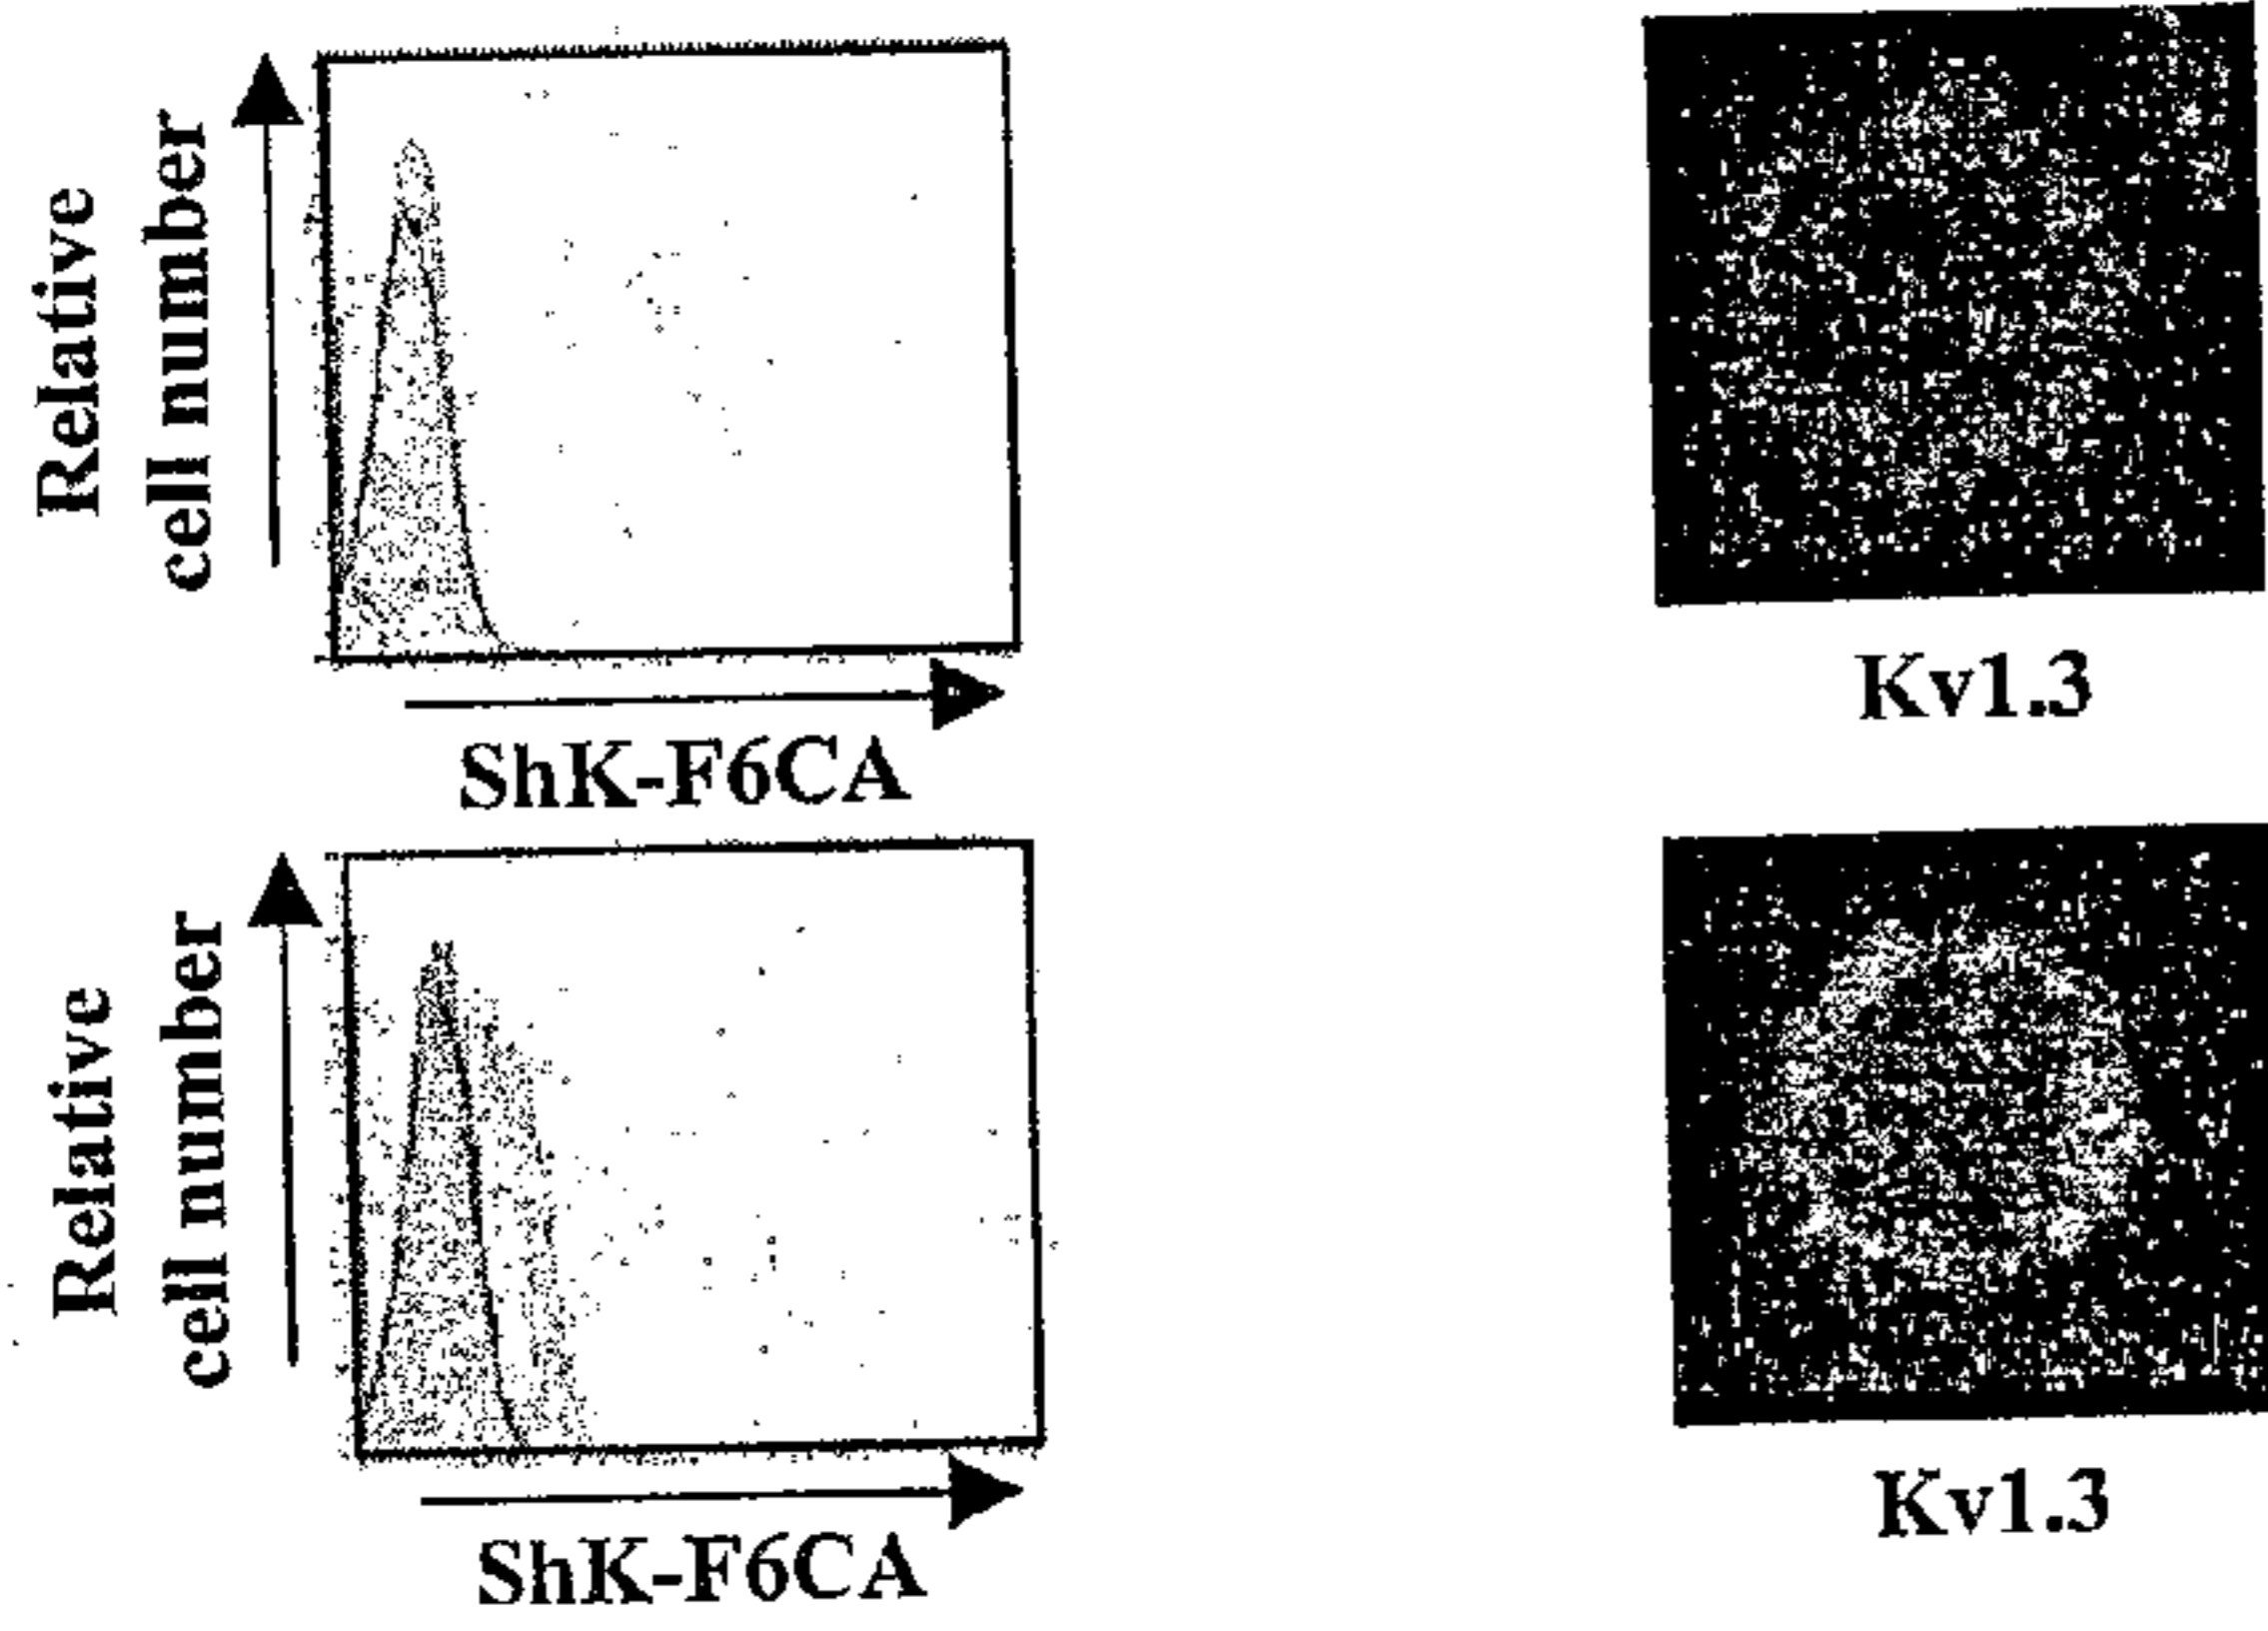 Relative
cell number
ShK-F6CA
Kv1.3
Relative
cell number
ShK-F6CA
Kv1.3